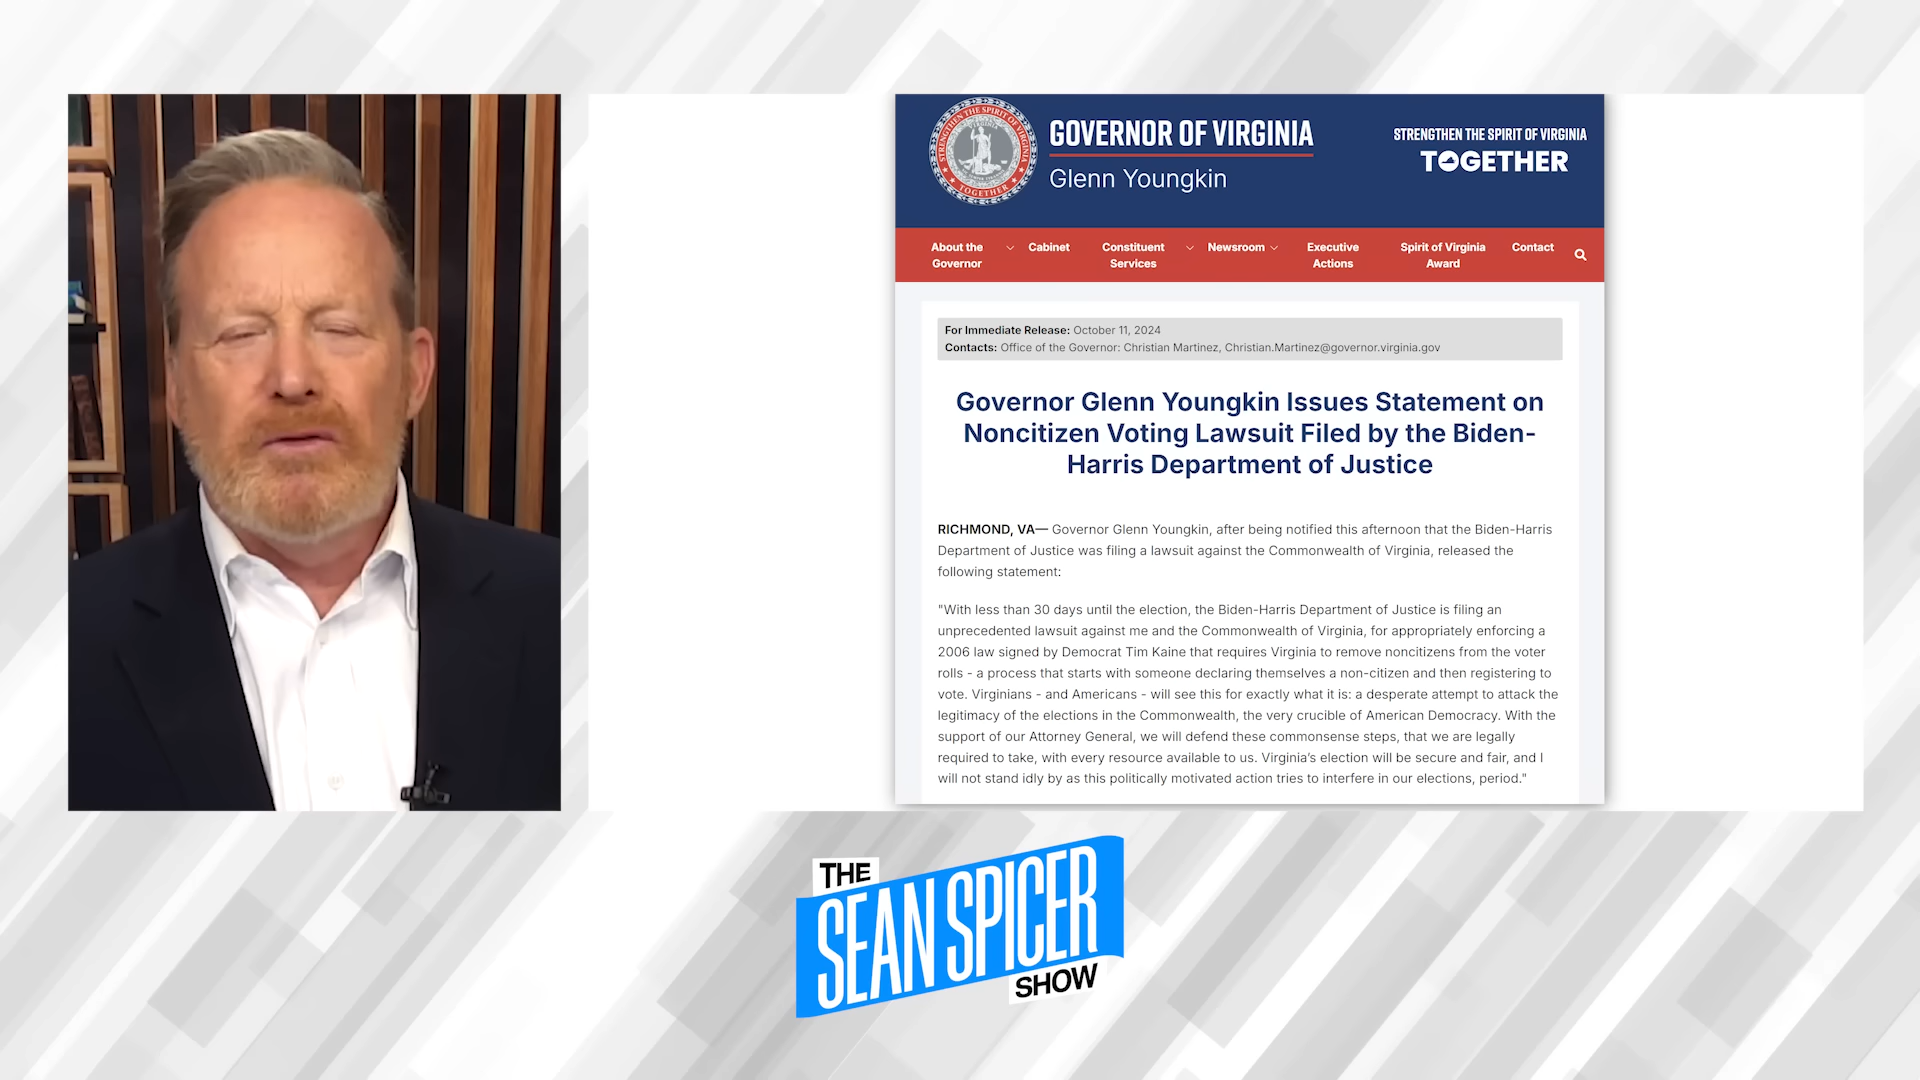 GOVERNOR OF VIRGINIA
Glenn Youngkin
STRENGTHEN THE SPIRIT OF VIRGINIA
TOGETHER
STRENGTHEN THE SPIRIT OF VIRGINIA
TOGETHER
About the Governor
Cabinet
Constituent Services
Newsroom
Executive Actions
Spirit of Virginia Award
Contact
For Immediate Release: October 11, 2024
Contacts: Office of the Governor: Christian Martinez, Christian.Martinez@governor.virginia.gov
Governor Glenn Youngkin Issues Statement on
Noncitizen Voting Lawsuit Filed by the Biden-
Harris Department of Justice
RICHMOND, VA— Governor Glenn Youngkin, after being notified this afternoon that the Biden-Harris
Department of Justice was filing a lawsuit against the Commonwealth of Virginia, released the
following statement:
"With less than 30 days until the election, the Biden-Harris Department of Justice is filing an
unprecedented lawsuit against me and the Commonwealth of Virginia, for appropriately enforcing a
2006 law signed by Democrat Tim Kaine that requires Virginia to remove noncitizens from the voter
rolls - a process that starts with someone declaring themselves a non-citizen and then registering to
vote. Virginians - and Americans - will see this for exactly what it is: a desperate attempt to attack the
legitimacy of the elections in the Commonwealth, the very crucible of American Democracy. With the
support of our Attorney General, we will defend these commonsense steps, that we are legally
required to take, with every resource available to us. Virginia's election will be secure and fair, and I
will not stand idly by as this politically motivated action tries to interfere in our elections, period."
THE
SEAN SPICER
SHOW